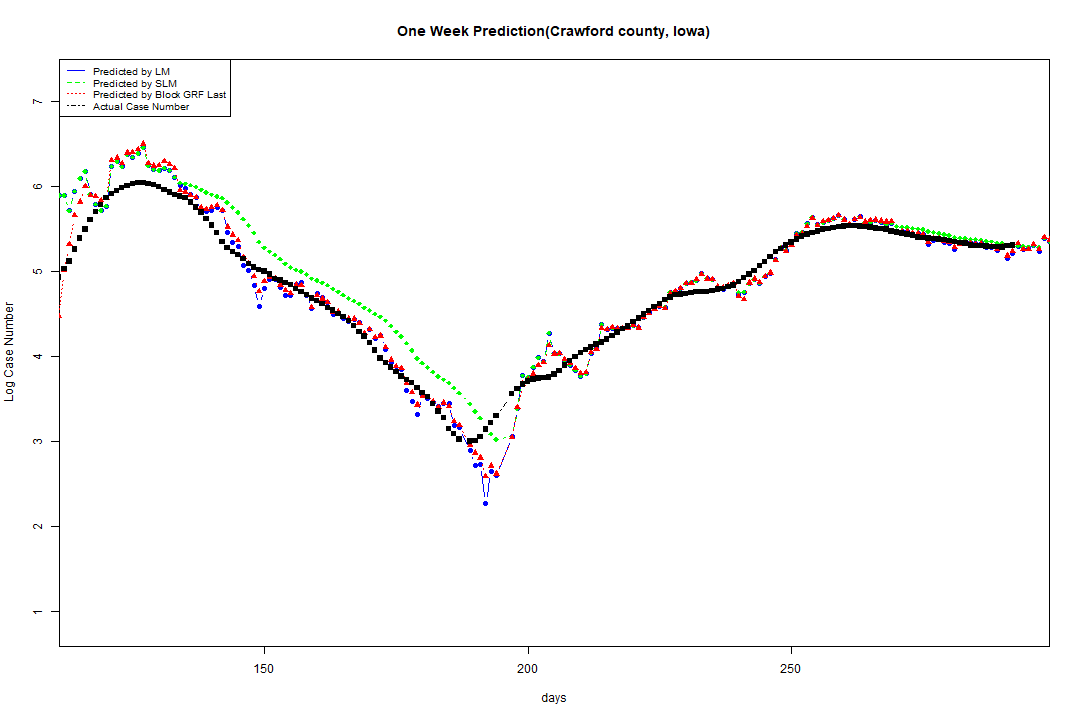 One Week Prediction(Crawford county, Iowa)
Predicted by LM
Predicted by SLM
Predicted by Block GRF Last
Actual Case Number
7
6
5
4
3
2
1
Log Case Number
150
200
250
days